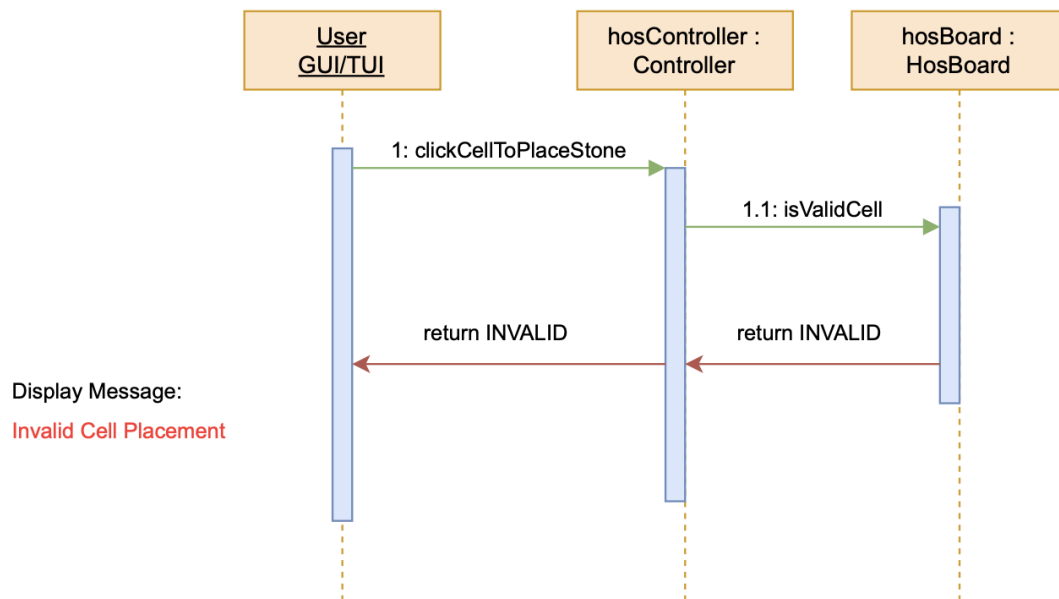 User
GUI/TUI
hosController :
Controller
hosBoard :
HosBoard
1: clickCellToPlaceStone
1.1: isValidCell
return INVALID
return INVALID
Display Message:
Invalid Cell Placement